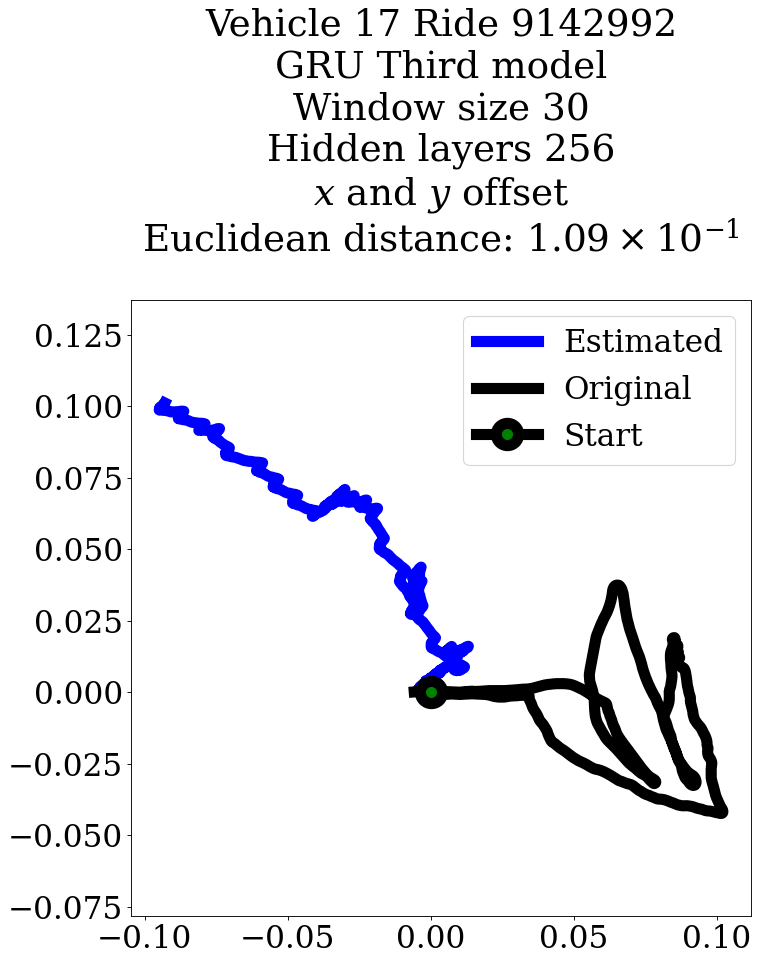 Vehicle 17 Ride 9142992
GRU Third model
Window size 30
Hidden layers 256
x and y offset
Euclidean distance: 1.09 × 10⁻¹
Estimated
Original
Start
0.125
0.100
0.075
0.050
0.025
0.000
−0.025
−0.050
−0.075
−0.10 −0.05 0.00 0.05 0.10